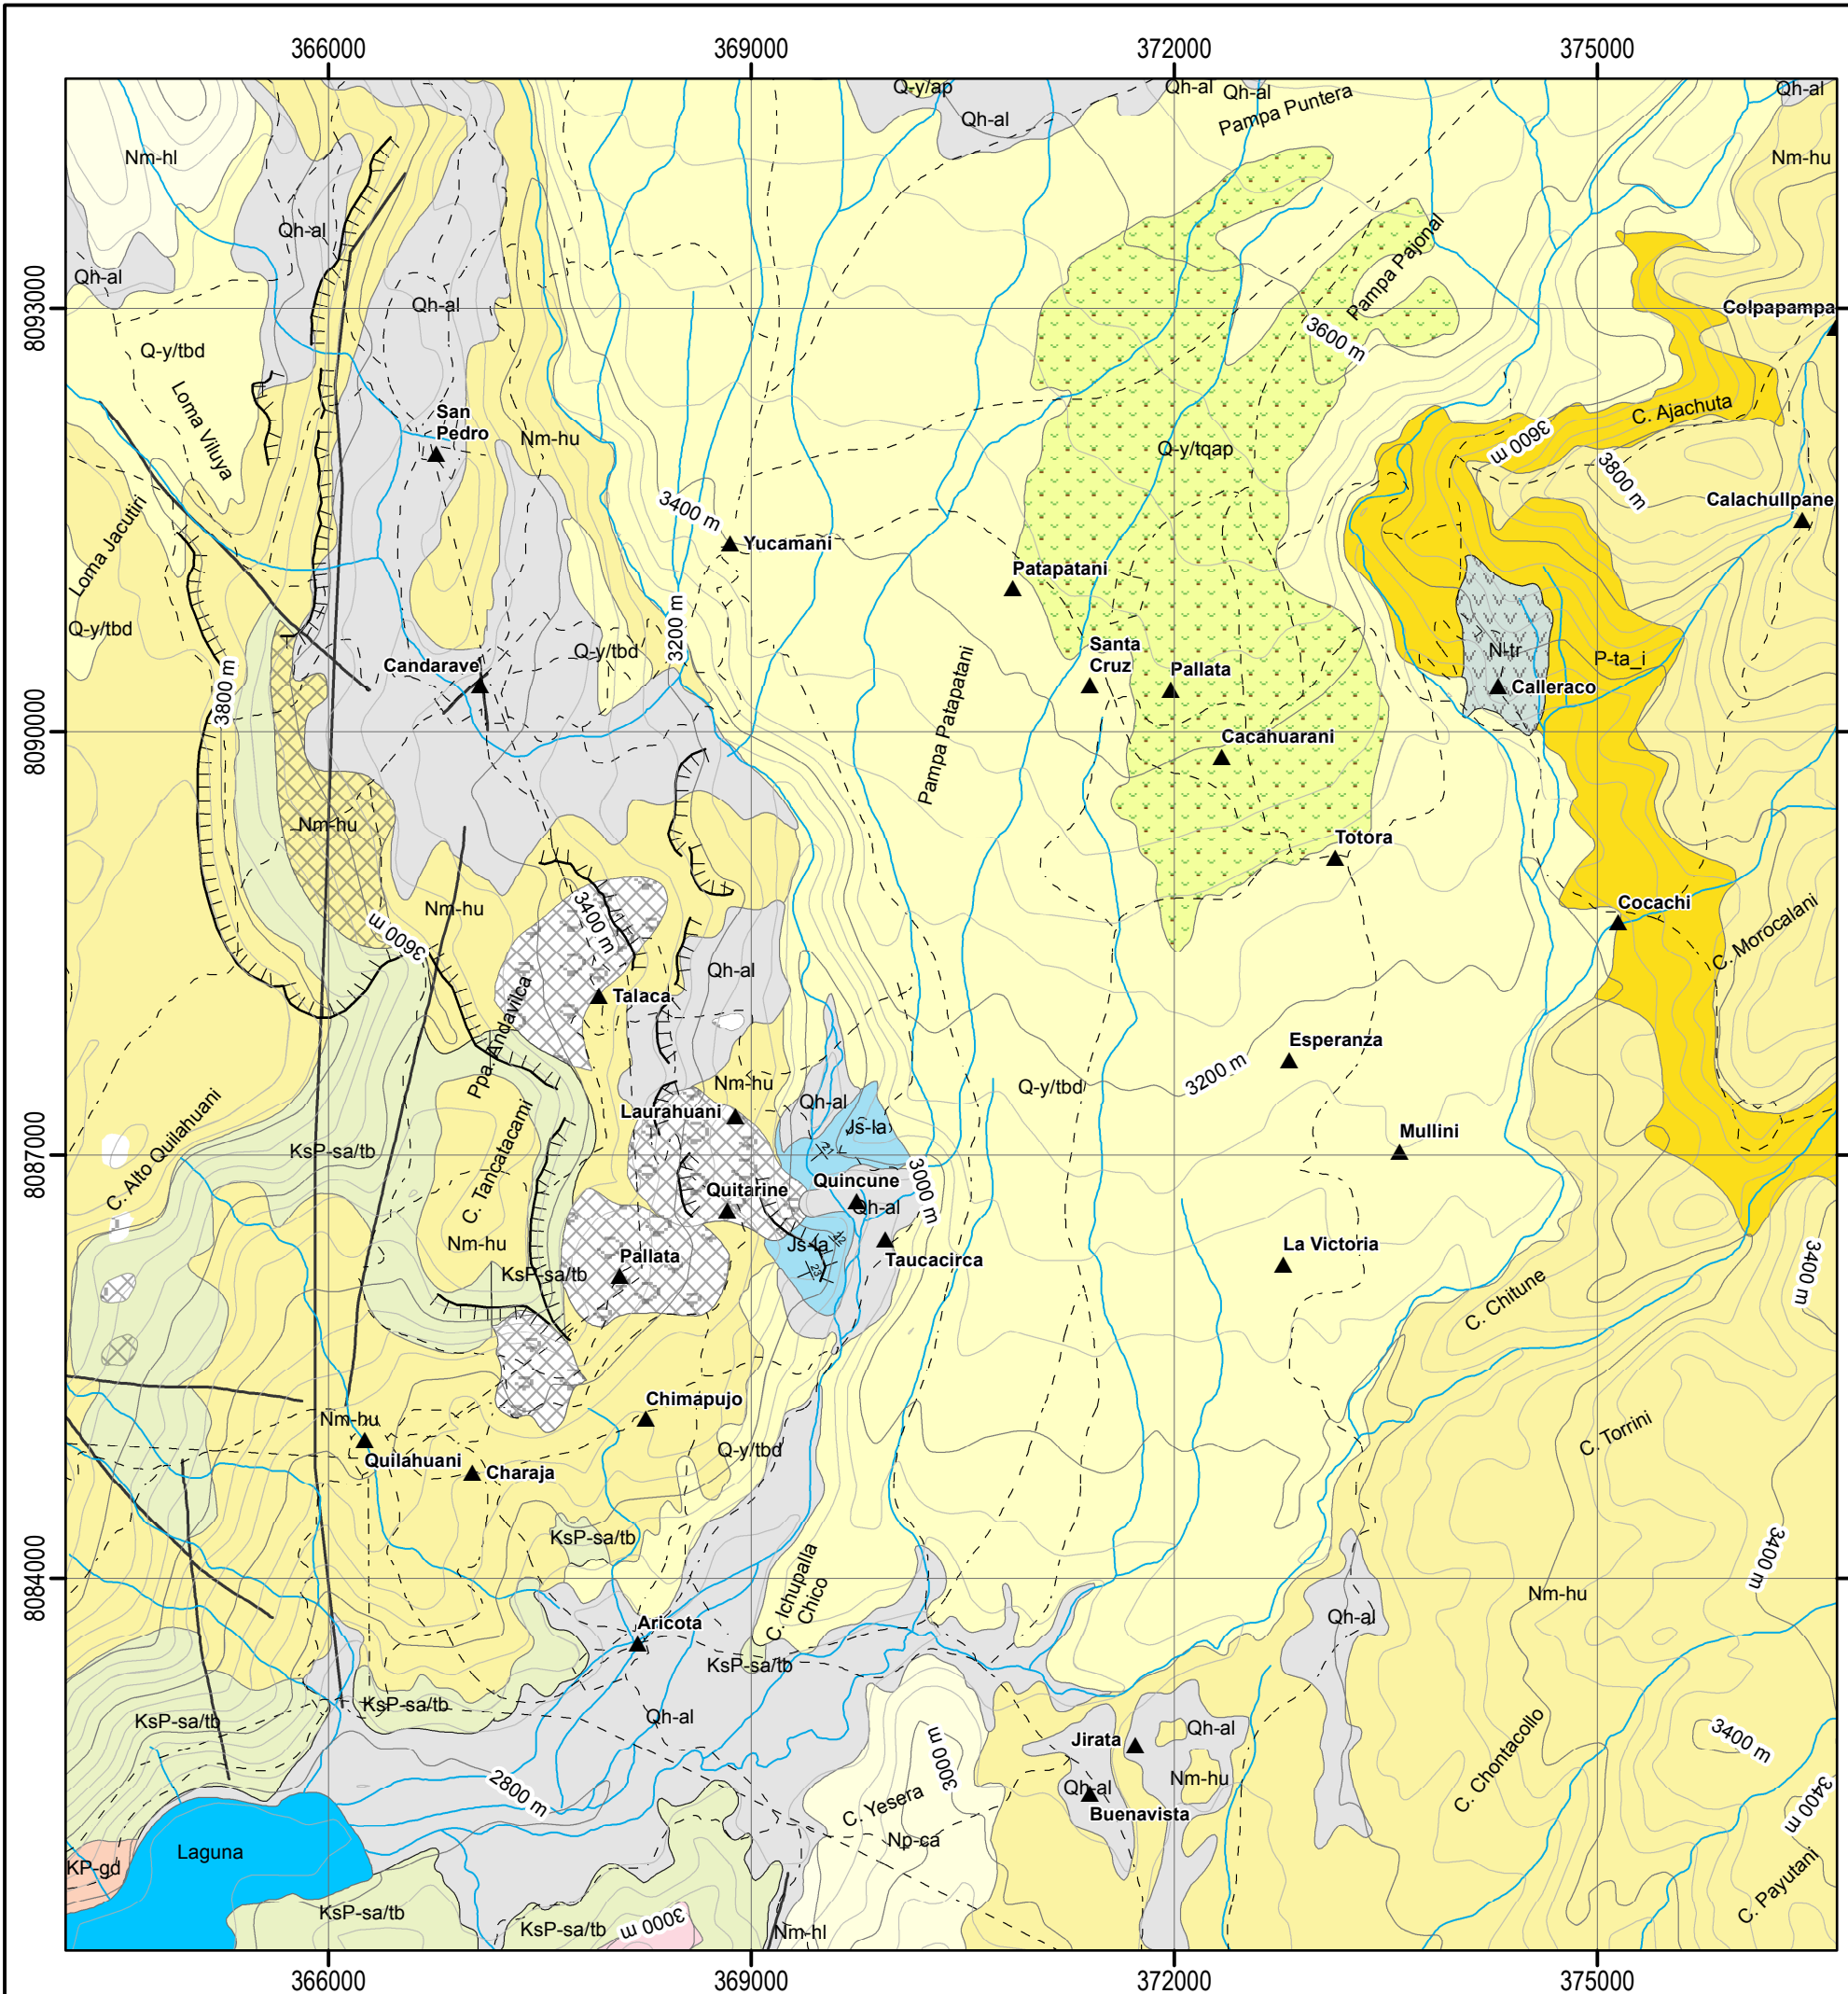 366000
369000
372000
375000
Q-y/ap
Qh-al
Qh-al
Qh-al
Qh-al
Pampa Puntera
Nm-hl
Nm-hu
Qh-al
Pampa Pajonal
Qh-al
Qh-al
8093000
Colpapampa
3600 m
Q-y/tbd
Loma Viluya
San
Pedro
Nm-hu
C. Ajachuta
3600 m
Q-y/tqap
3800 m
Calachullpane
3400 m
Yucamani
Loma Jacutiri
Patapatani
Q-y/tbd
3200 m
Santa
Cruz
Q-y/tbd
N-tr
P-ta_i
Candarave
Pallata
Calleraco
3800 m
8090000
Pampa Patapatani
Cacahuarani
Nm-hu
Totora
Nm-hu
3400 m
Cocachi
3600 m
C. Morocalani
Qh-al
Talaca
Ppa. Andavilca
Esperanza
3200 m
Nm-hu
Q-y/tbd
Laurahuani
Qh-al
Js-la
Mullini
8087000
C. Alto Quilahuani
KsP-sa/tb
21
C. Tancatacami
Quitarine
Quincune
3000 m
Qh-al
Nm-hu
Js-la
32
La Victoria
Pallata
KsP-sa/tb
23
Taucacirca
3400 m
C. Chitune
Chimapujo
Nm-hu
C. Torrini
Q-y/tbd
Quilahuani
Charaja
KsP-sa/tb
8084000
C. Ichupalla
Chico
3400 m
Nm-hu
Aricota
Qh-al
KsP-sa/tb
KsP-sa/tb
KsP-sa/tb
Qh-al
Jirata
Qh-al
3000 m
3400 m
C. Chontacollo
2800 m
Qh-al
Nm-hu
Buenavista
C. Yesera
3400 m
Np-ca
Laguna
KP-gd
C. Payutani
KsP-sa/tb
KsP-sa/tb
3000 m
Nm-hl
366000
369000
372000
375000